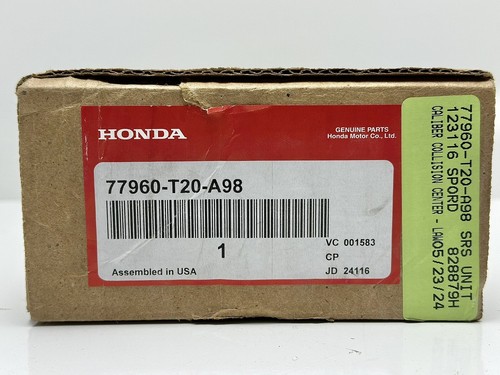 HONDA
GENUINE PARTS
Honda Motor Co., Ltd.
77960-T20-A98
1
VC 001583
CP
JD 24116
Assembled in USA
77960-T20-A98 SRS UNIT
123116 SPORD 828879H
CALIBER COLLISION CENTER - LAW05/23/24